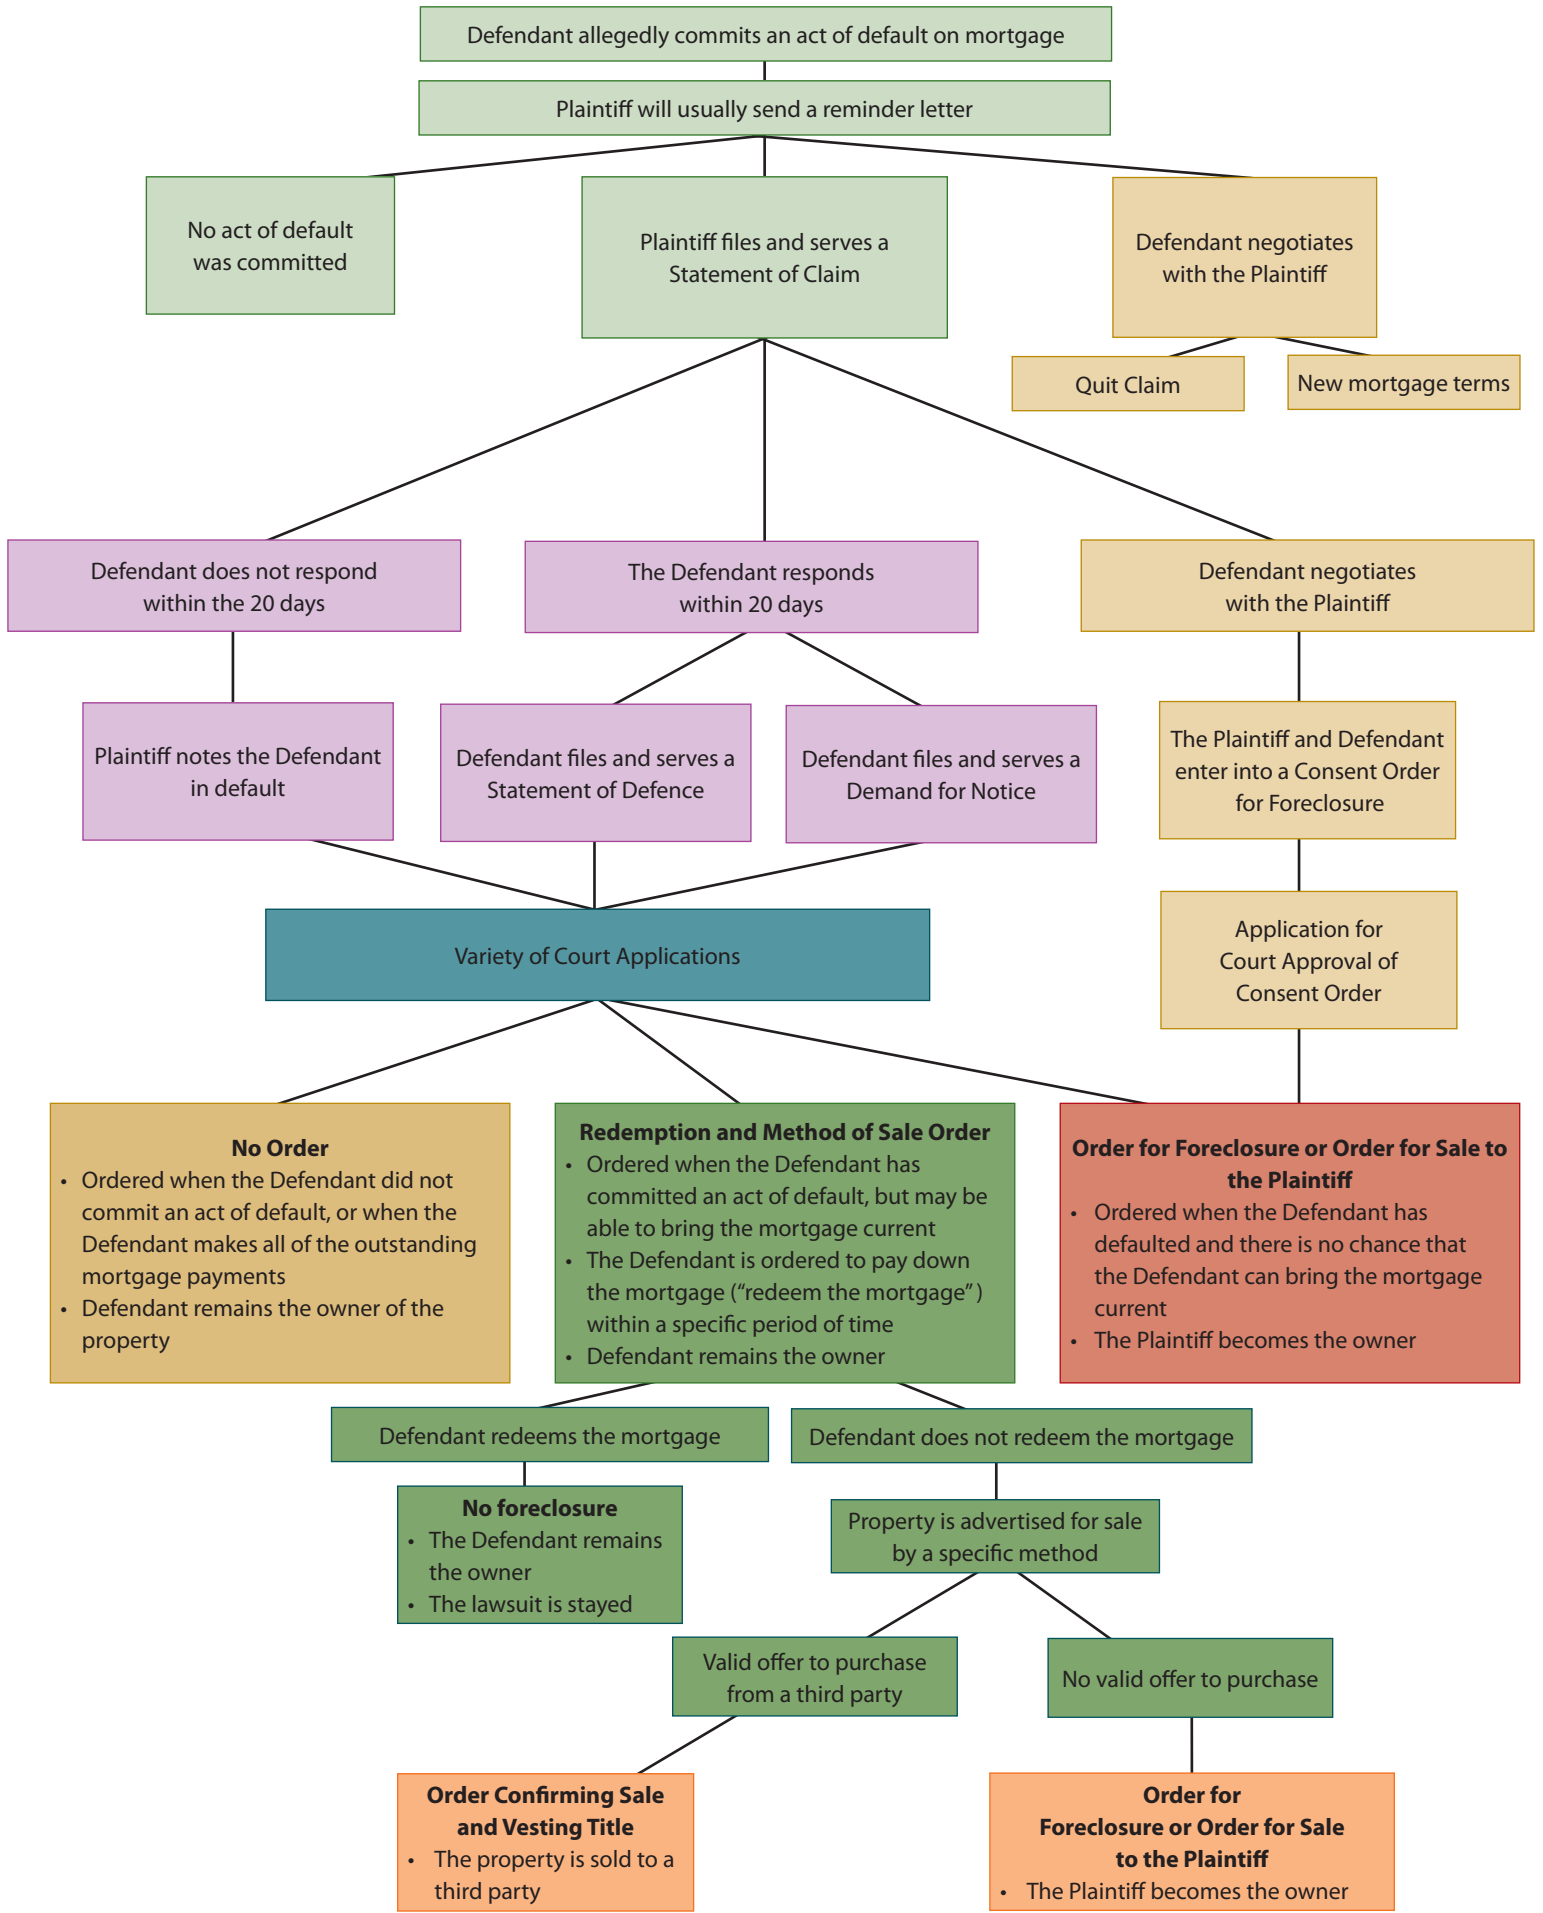 Defendant allegedly commits an act of default on mortgage
Plaintiff will usually send a reminder letter
No act of default
was committed
Plaintiff files and serves a
Statement of Claim
Defendant negotiates
with the Plaintiff
Quit Claim
New mortgage terms
Defendant does not respond
within the 20 days
The Defendant responds
within 20 days
Defendant negotiates
with the Plaintiff
Plaintiff notes the Defendant
in default
Defendant files and serves a
Statement of Defence
Defendant files and serves a
Demand for Notice
The Plaintiff and Defendant
enter into a Consent Order
for Foreclosure
Variety of Court Applications
Application for
Court Approval of
Consent Order
No Order
• Ordered when the Defendant did not
commit an act of default, or when the
Defendant makes all of the outstanding
mortgage payments
• Defendant remains the owner of the
property
Redemption and Method of Sale Order
• Ordered when the Defendant has
committed an act of default, but may be
able to bring the mortgage current
• The Defendant is ordered to pay down
the mortgage (“redeem the mortgage”)
within a specific period of time
• Defendant remains the owner
Order for Foreclosure or Order for Sale to
the Plaintiff
• Ordered when the Defendant has
defaulted and there is no chance that
the Defendant can bring the mortgage
current
• The Plaintiff becomes the owner
Defendant redeems the mortgage
Defendant does not redeem the mortgage
No foreclosure
• The Defendant remains
the owner
• The lawsuit is stayed
Property is advertised for sale
by a specific method
Valid offer to purchase
from a third party
No valid offer to purchase
Order Confirming Sale
and Vesting Title
• The property is sold to a
third party
Order for
Foreclosure or Order for Sale
to the Plaintiff
• The Plaintiff becomes the owner